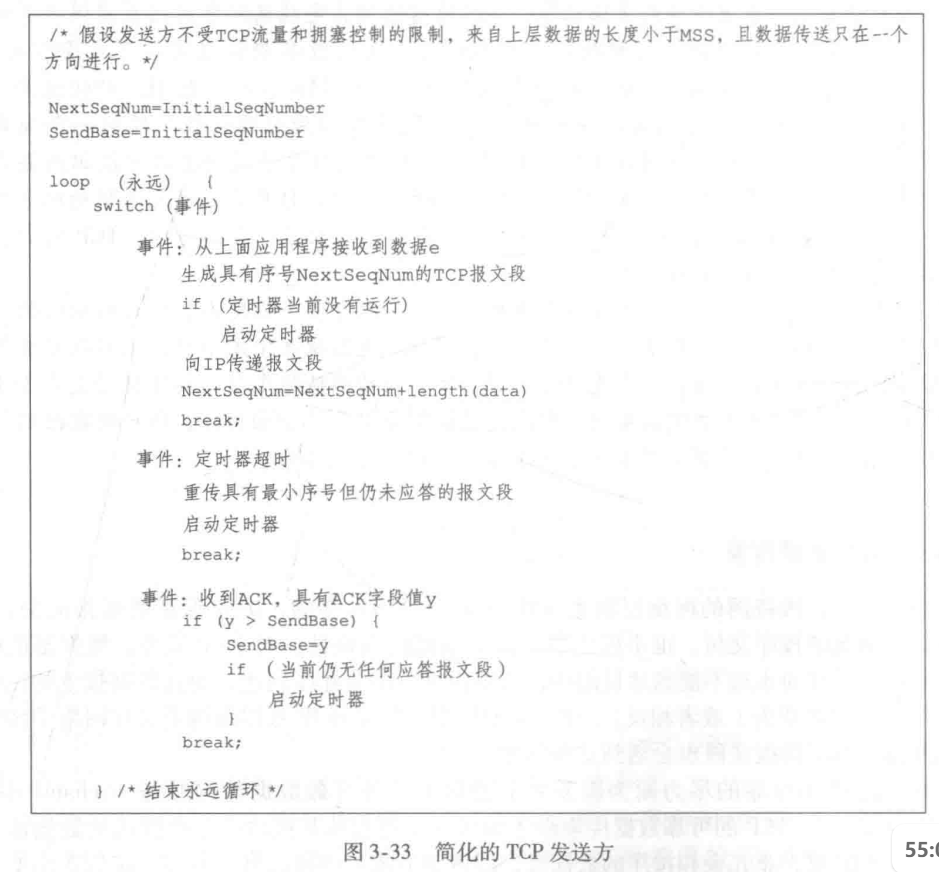 /* 假设发送方不受TCP流量和拥塞控制的限制，来自上层数据的长度小于MSS，且数据传送只在一个
方向进行。*/
NextSeqNum=InitialSeqNumber
SendBase=InitialSeqNumber
loop （永远） {
switch（事件）
事件：从上面应用程序接收到数据e
生成具有序号NextSeqNum的TCP报文段
if（定时器当前没有运行）
启动定时器
向IP传递报文段
NextSeqNum=NextSeqNum+length(data)
break;
事件：定时器超时
重传具有最小序号但仍未应答的报文段
启动定时器
break;
事件：收到ACK，具有ACK字段值y
if (y > SendBase) {
SendBase=y
if （当前仍无任何应答报文段）
启动定时器
}
break;
} /* 结束永远循环 */
图 3-33 简化的 TCP 发送方